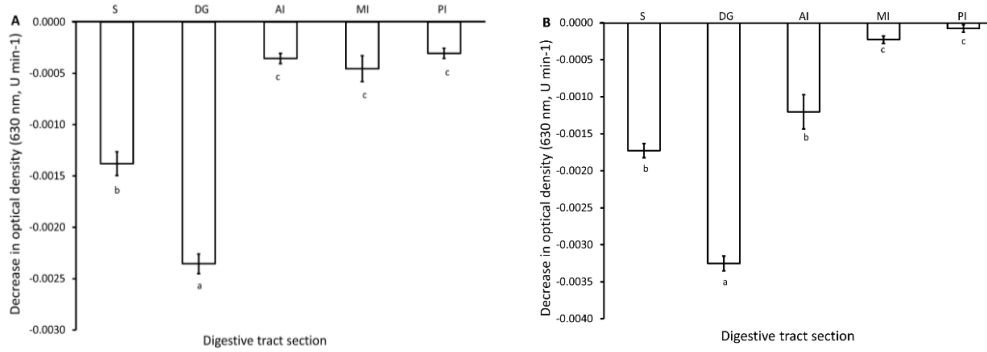 A
S DG AI MI PI
0.0000
-0.0005
-0.0010
-0.0015
-0.0020
-0.0025
-0.0030
Decrease in optical density (630 nm, U min-1)
b
a
c
c
c
Digestive tract section
B
S DG AI MI PI
0.0000
-0.0005
-0.0010
-0.0015
-0.0020
-0.0025
-0.0030
-0.0035
-0.0040
Decrease in optical density (630 nm, U min-1)
b
a
b
c
c
Digestive tract section